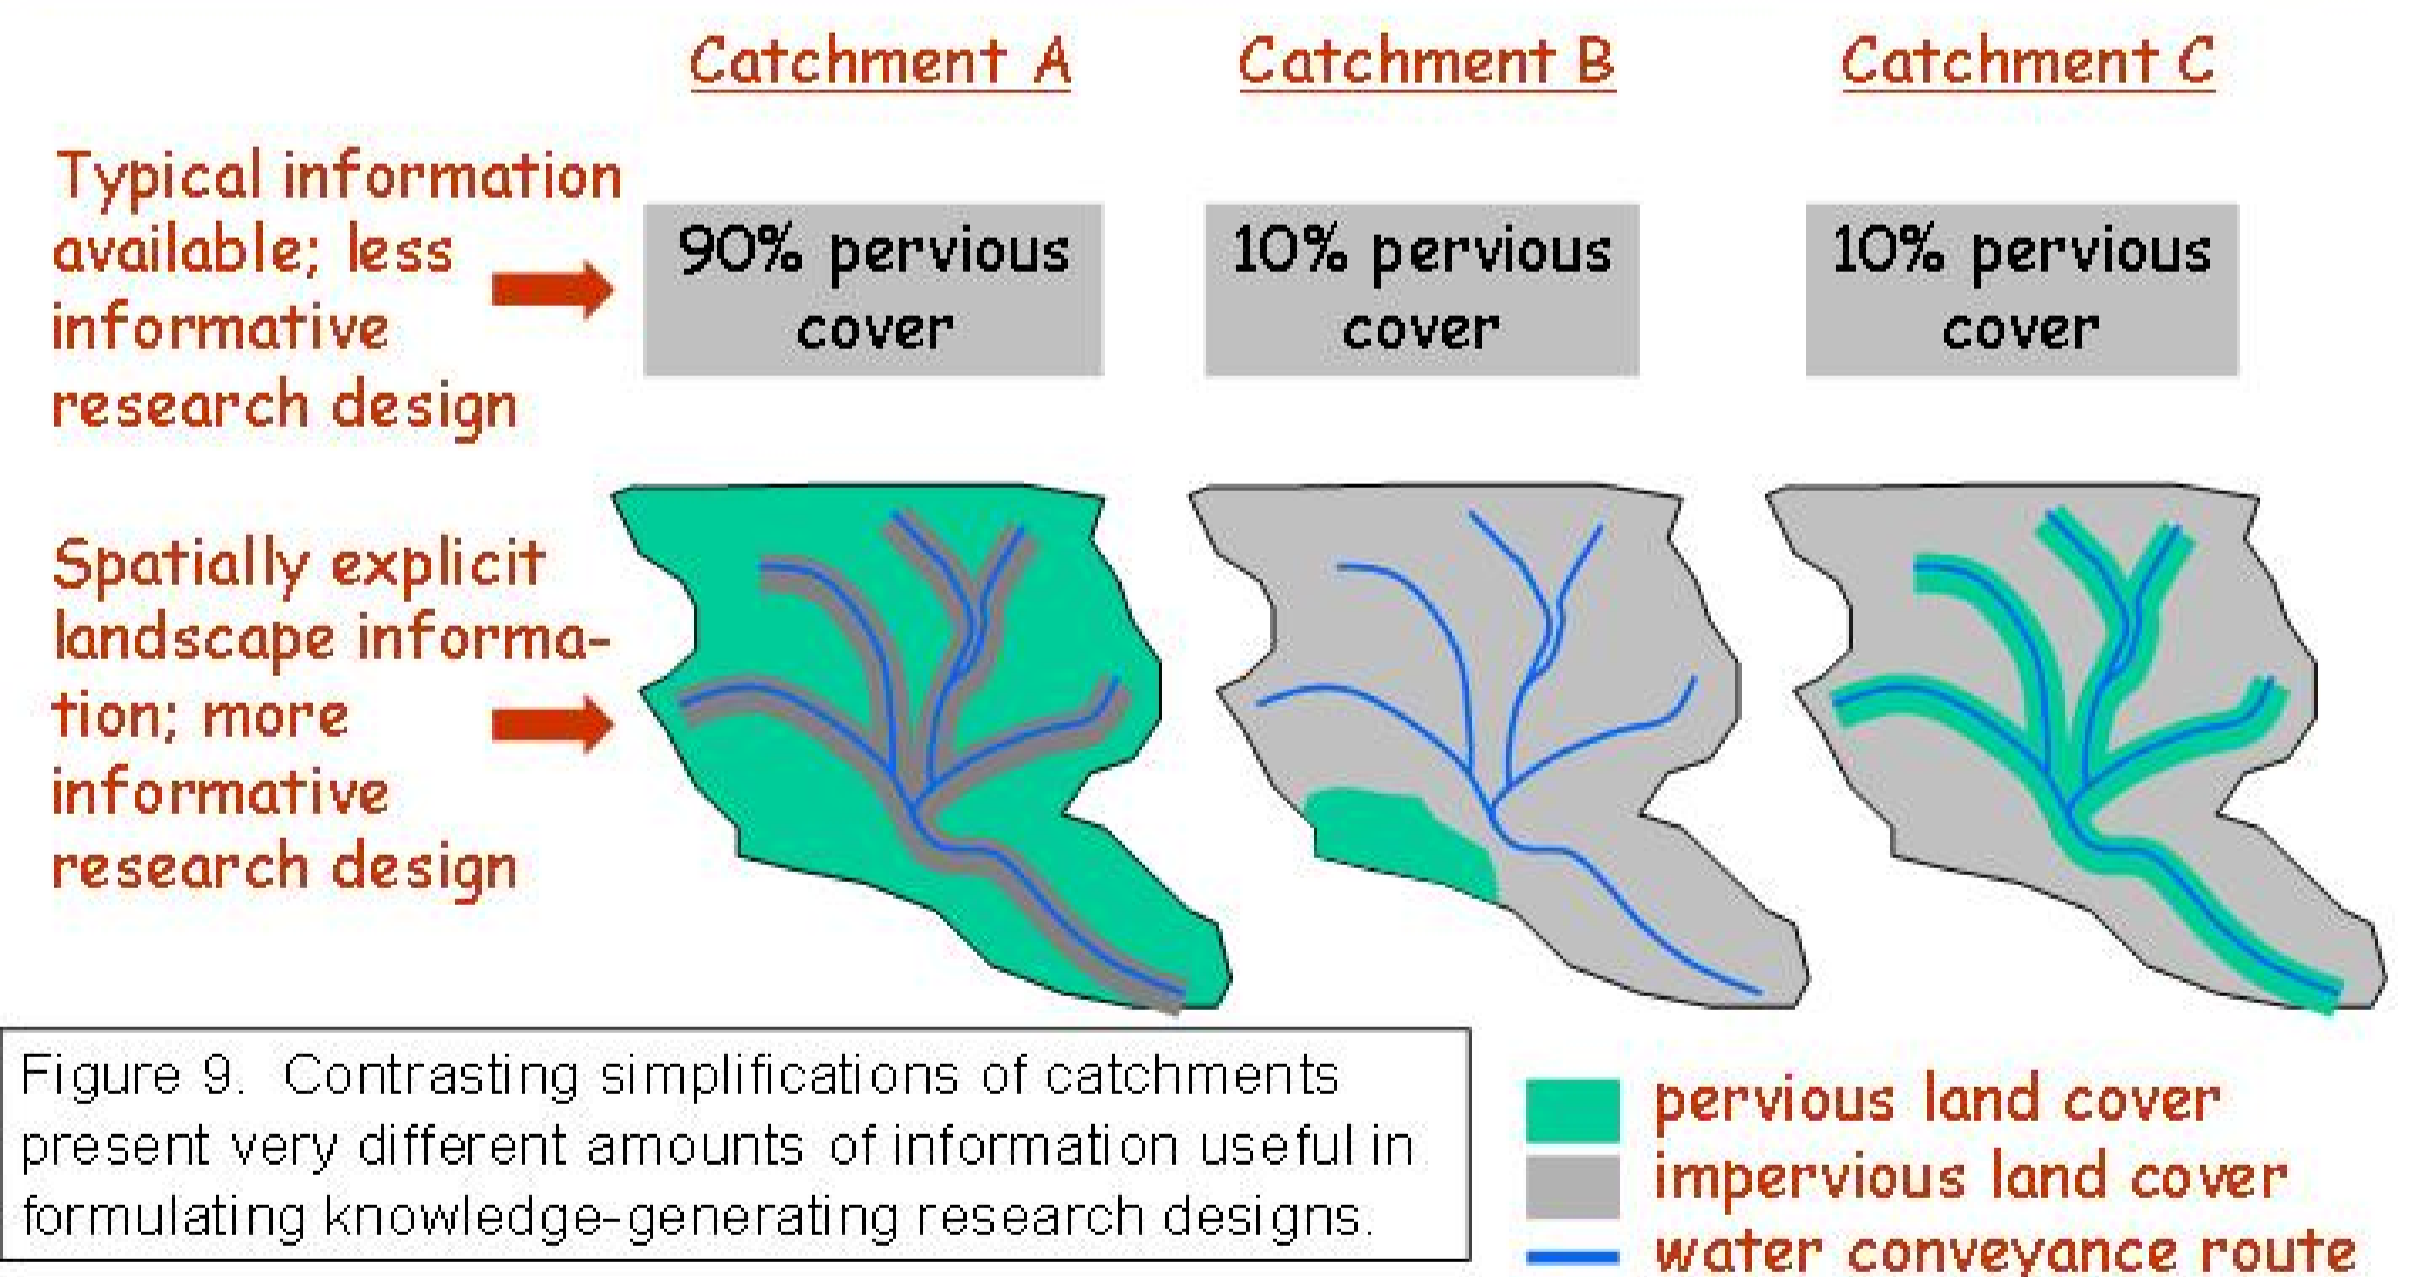 Catchment A
Catchment B
Catchment C
Typical information
available; less
informative
research design
90% pervious
cover
10% pervious
cover
10% pervious
cover
Spatially explicit
landscape informa-
tion; more
informative
research design
Figure 9. Contrasting simplifications of catchments
present very different amounts of information useful in
formulating knowledge-generating research designs.
pervious land cover
impervious land cover
water conveyance route